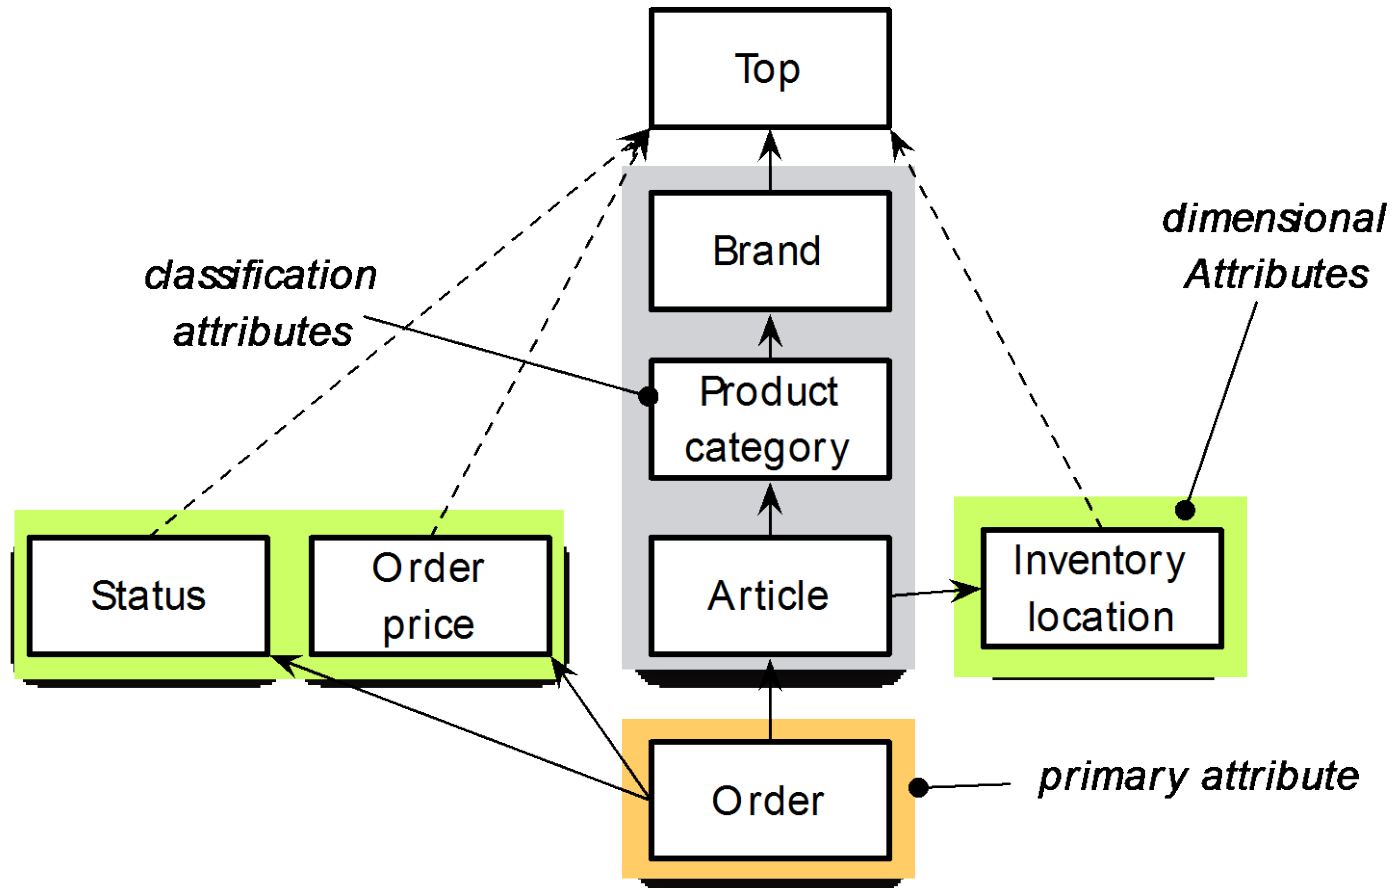 Top
Brand
dimensional
Attributes
classification
attributes
Product
category
Status
Order
price
Article
Inventory
location
Order
primary attribute